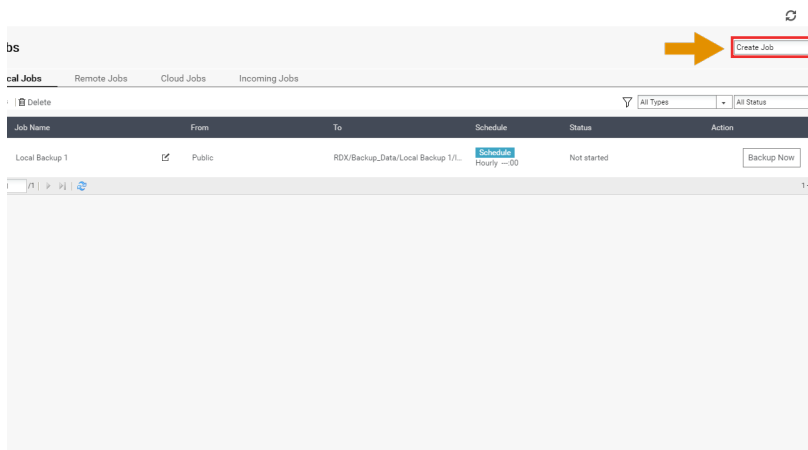 bs
Create Job
cal Jobs Remote Jobs Cloud Jobs Incoming Jobs
Delete
All Types All Status
Job Name From To Schedule Status Action
Local Backup 1 Public RDX/Backup_Data/Local Backup 1/l... Schedule Not started Backup Now
Hourly --:00
/1
1-